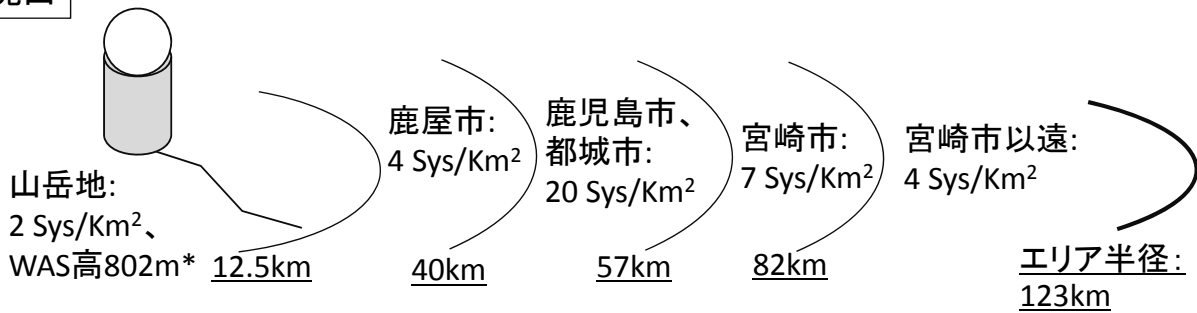 山岳地:
2 Sys/Km²、
WAS高802m*
12.5km
鹿屋市:
4 Sys/Km²
40km
鹿児島市、
都城市:
20 Sys/Km²
57km
宮崎市:
7 Sys/Km²
82km
宮崎市以遠:
4 Sys/Km²
エリア半径:
123km